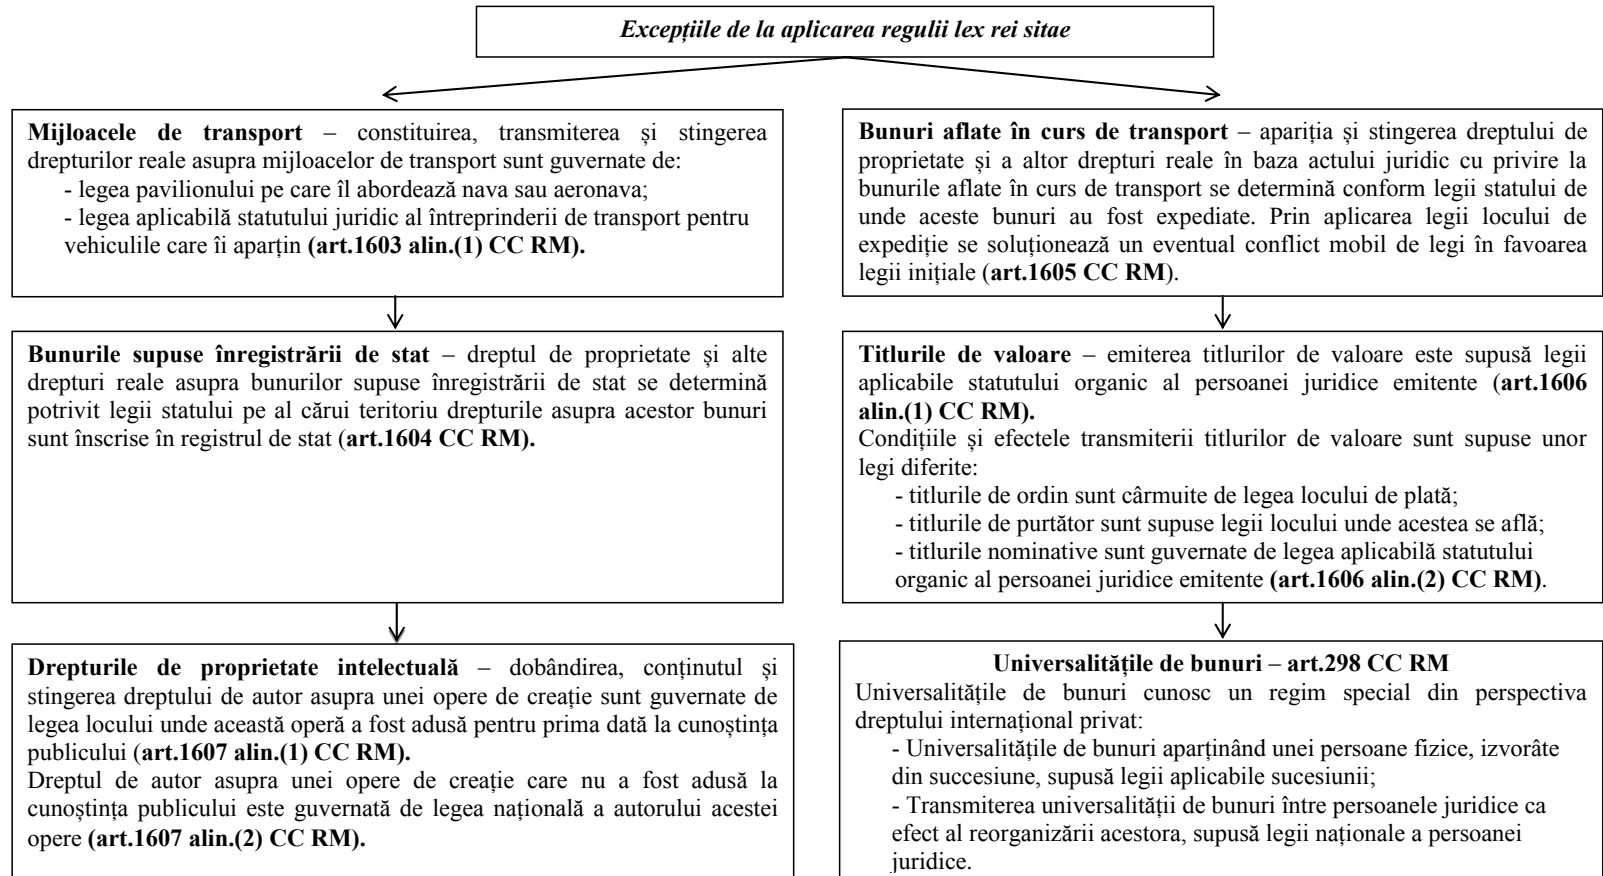 Excepțiile de la aplicarea regulii lex rei sitae
Mijloacele de transport – constituirea, transmiterea și stingerea
drepturilor reale asupra mijloacelor de transport sunt guvernate de:
- legea pavilionului pe care îl abordează nava sau aeronava;
- legea aplicabilă statutului juridic al întreprinderii de transport pentru
vehiculile care îi aparțin (art.1603 alin.(1) CC RM).
Bunurile supuse înregistrării de stat – dreptul de proprietate și alte
drepturi reale asupra bunurilor supuse înregistrării de stat se determină
potrivit legii statului pe al cărui teritoriu drepturile asupra acestor bunuri
sunt înscrise în registrul de stat (art.1604 CC RM).
Drepturile de proprietate intelectuală – dobândirea, conținutul și
stingerea dreptului de autor asupra unei opere de creație sunt guvernate de
legea locului unde această operă a fost adusă pentru prima dată la cunoștința
publicului (art.1607 alin.(1) CC RM).
Dreptul de autor asupra unei opere de creație care nu a fost adusă la
cunoștința publicului este guvernată de legea națională a autorului acestei
opere (art.1607 alin.(2) CC RM).
Bunuri aflate în curs de transport – apariția și stingerea dreptului de
proprietate și a altor drepturi reale în baza actului juridic cu privire la
bunurile aflate în curs de transport se determină conform legii statului de
unde aceste bunuri au fost expediate. Prin aplicarea legii locului de
expediție se soluționează un eventual conflict mobil de legi în favoarea
legii inițiale (art.1605 CC RM).
Titlurile de valoare – emiterea titlurilor de valoare este supusă legii
aplicabile statutului organic al persoanei juridice emitente (art.1606
alin.(1) CC RM).
Condițiile și efectele transmiterii titlurilor de valoare sunt supuse unor
legi diferite:
- titlurile de ordin sunt cârmuite de legea locului de plată;
- titlurile de purtător sunt supuse legii locului unde acestea se află;
- titlurile nominative sunt guvernate de legea aplicabilă statutului
organic al persoanei juridice emitente (art.1606 alin.(2) CC RM).
Universalitățile de bunuri – art.298 CC RM
Universalitățile de bunuri cunosc un regim special din perspectiva
dreptului internațional privat:
- Universalitățile de bunuri aparținând unei persoane fizice, izvorâte
din succesiune, supusă legii aplicabile sucesiunii;
- Transmiterea universalității de bunuri între persoanele juridice ca
efect al reorganizării acestora, supusă legii naționale a persoanei
juridice.